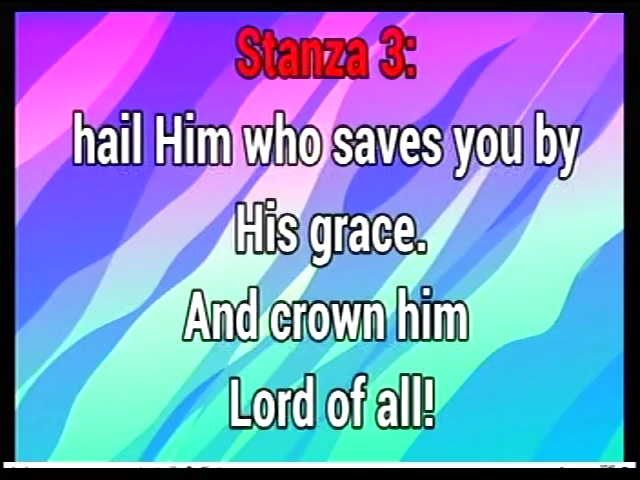 Stanza 3:
hail Him who saves you by
His grace.
And crown him
Lord of all!